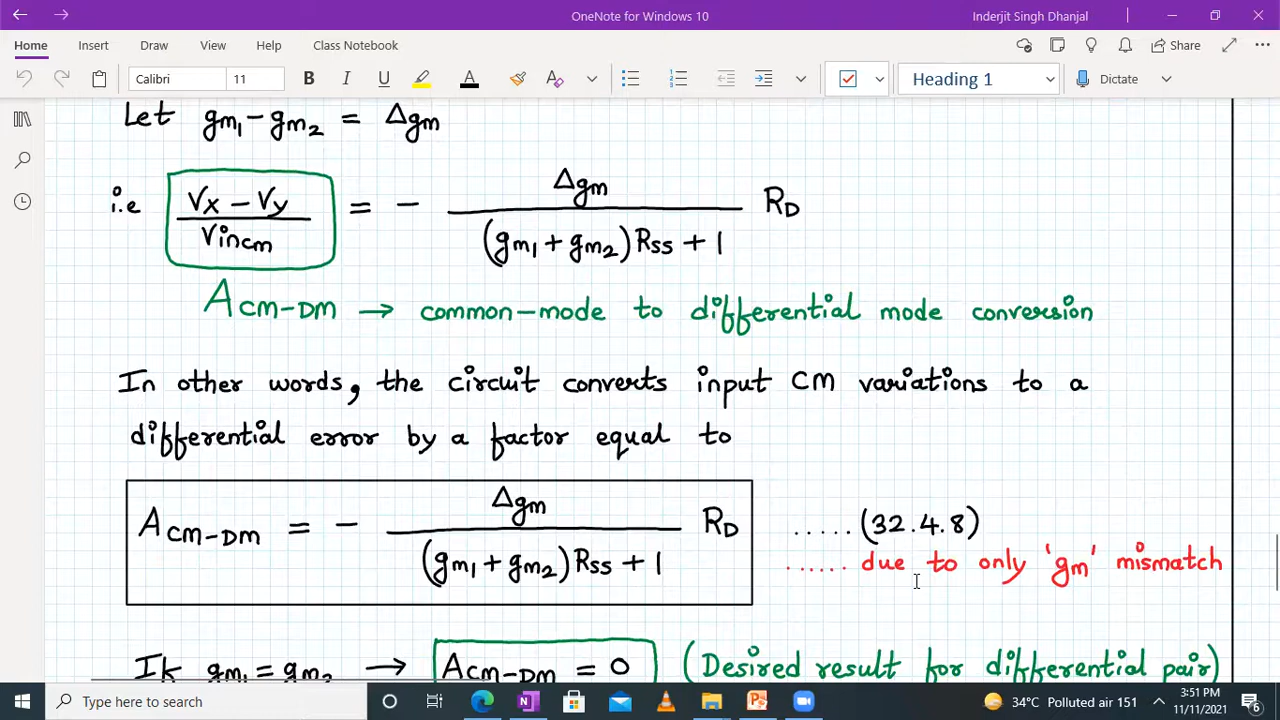 OneNote for Windows 10
Inderjit Singh Dhanjal
Home Insert Draw View Help Class Notebook Share
Calibri 11 B I U A Heading 1 Dictate
Let gm1 - gm2 = Δgm
i.e Vx - Vy / Vincm = - Δgm / (gm1 + gm2) Rss + 1 RD
ACM-DM → common-mode to differential mode conversion
In other words, the circuit converts input CM variations to a
differential error by a factor equal to
ACM-DM = - Δgm / (gm1 + gm2) Rss + 1 RD ..... (32.4.8)
...... due to only 'gm' mismatch
If gm1 = gm2 → ACM-DM = 0 (Desired result for differential pair)
Type here to search
34°C Polluted air 151
3:51 PM
11/11/2021
6